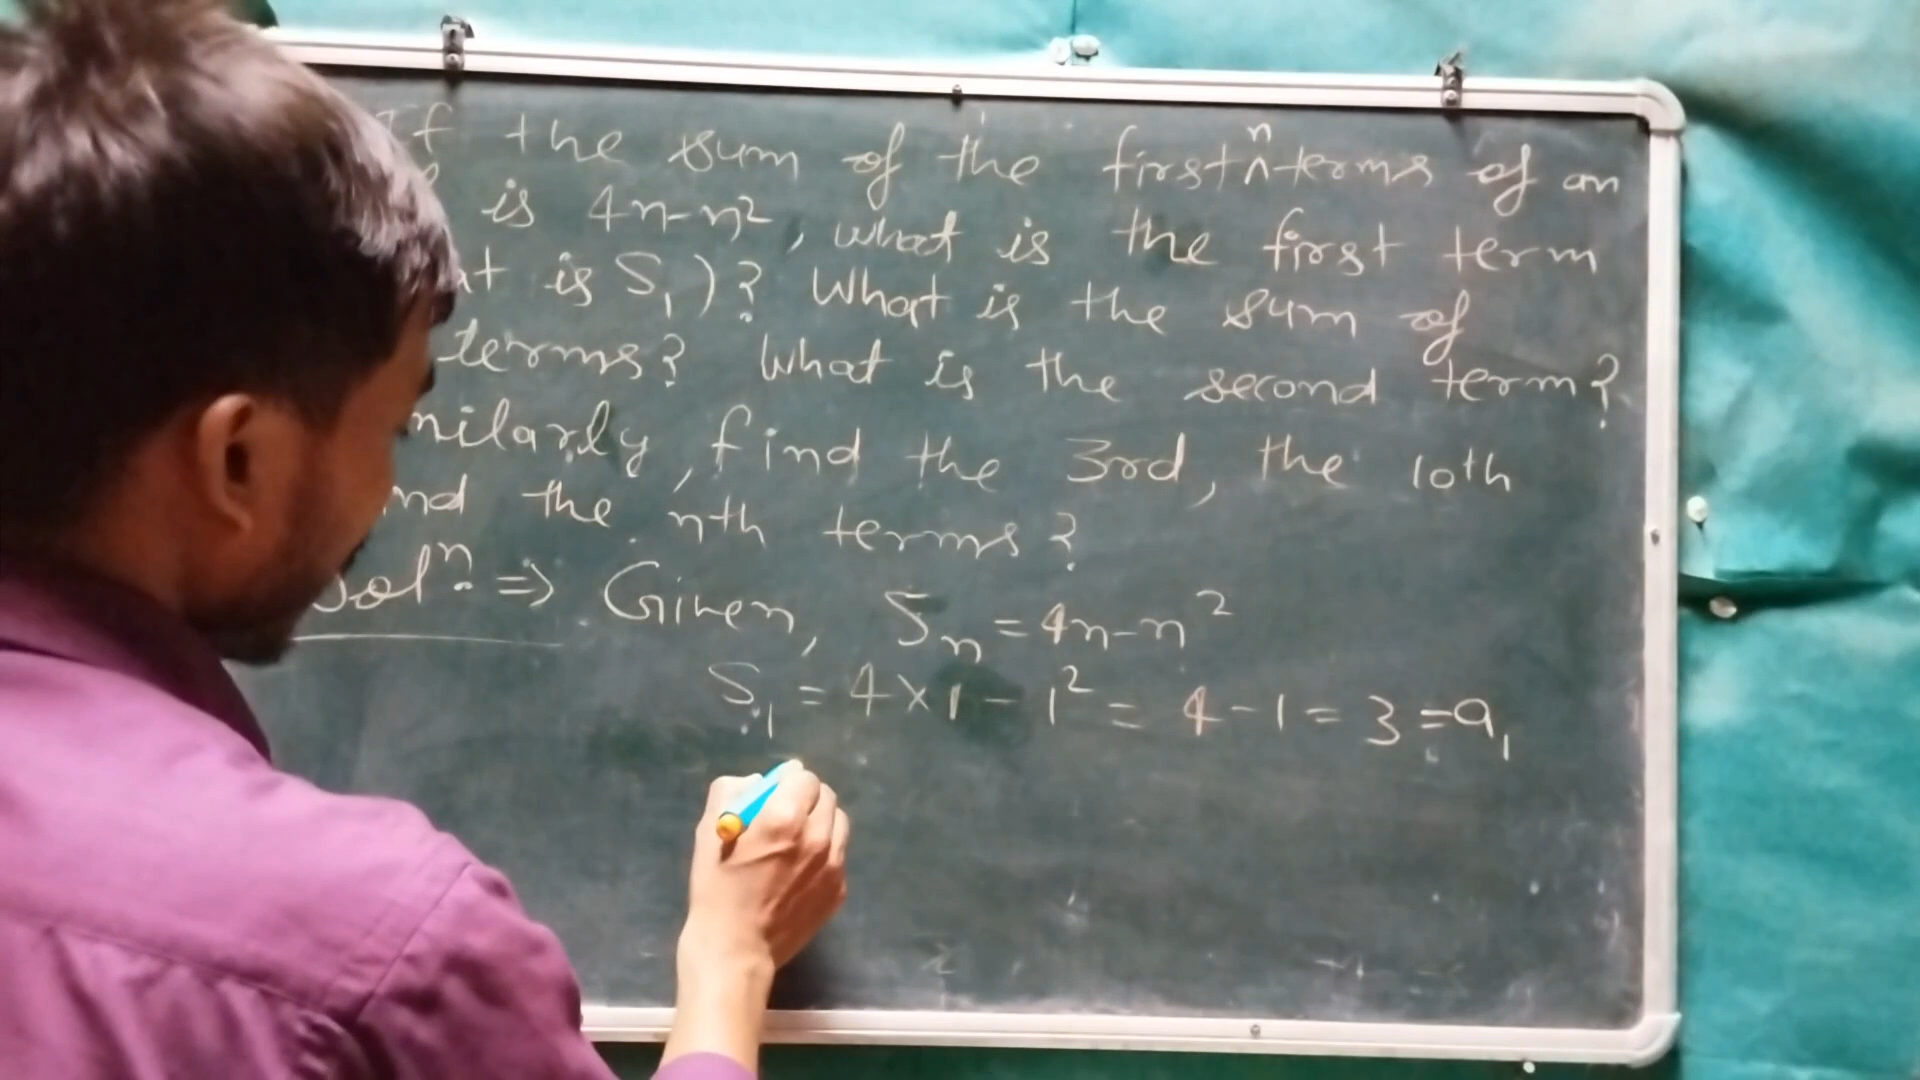 If the sum of the first n terms of an
is 4n-n², what is the first term
is S₁)? What is the sum of
terms? What is the second term?
find the 3rd, the 10th
the nth terms?
Solⁿ. => Given, Sₙ = 4n-n²
S₁ = 4×1 - 1² = 4-1 = 3 = a₁